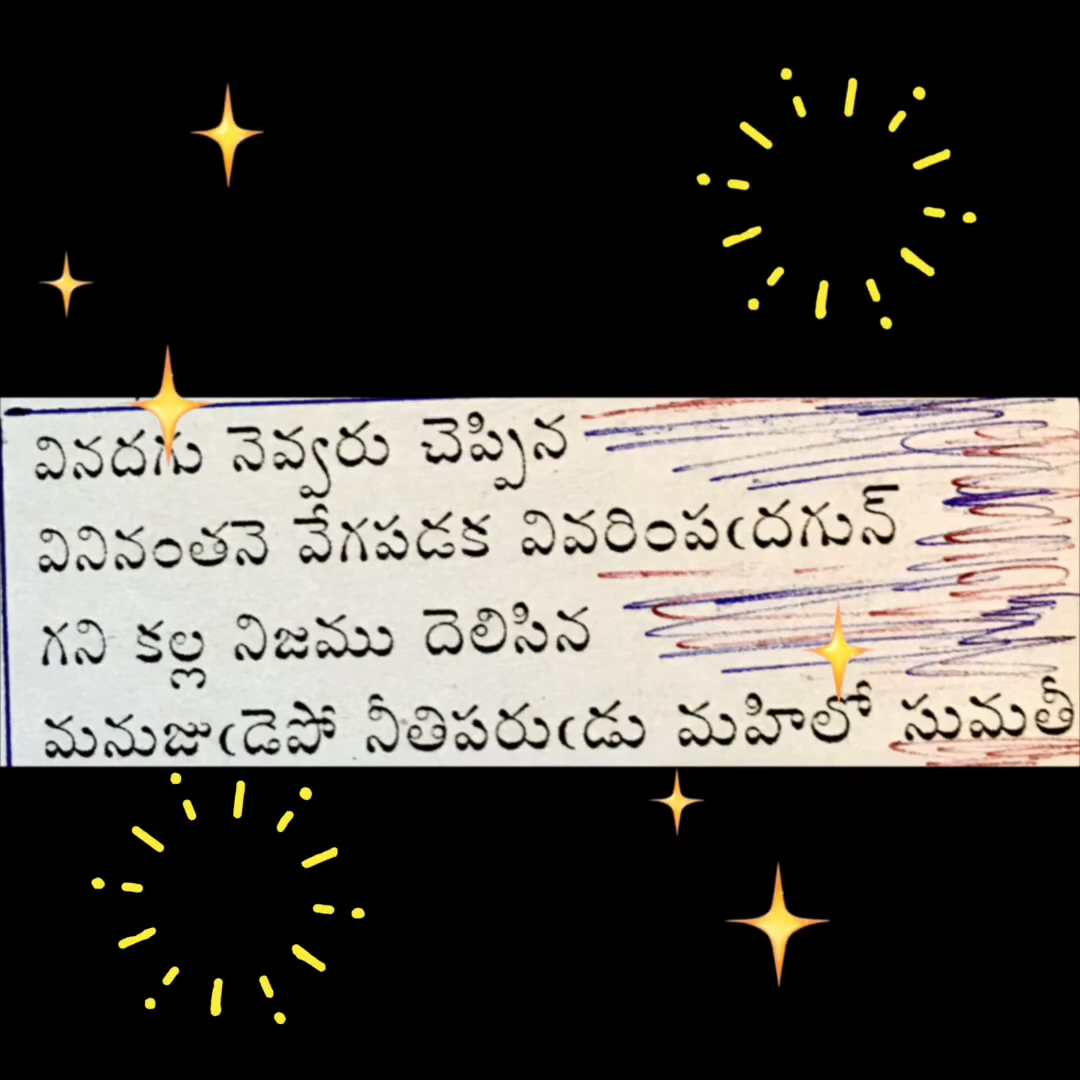 వినదగు నెవ్వరు చెప్పిన
వినినంతనె వేగపడక వివరింపఁదగున్
గని కల్ల నిజము దెలిసిన
మనుజుఁడెపో నీతిపరుఁడు మహిలో సుమతీ